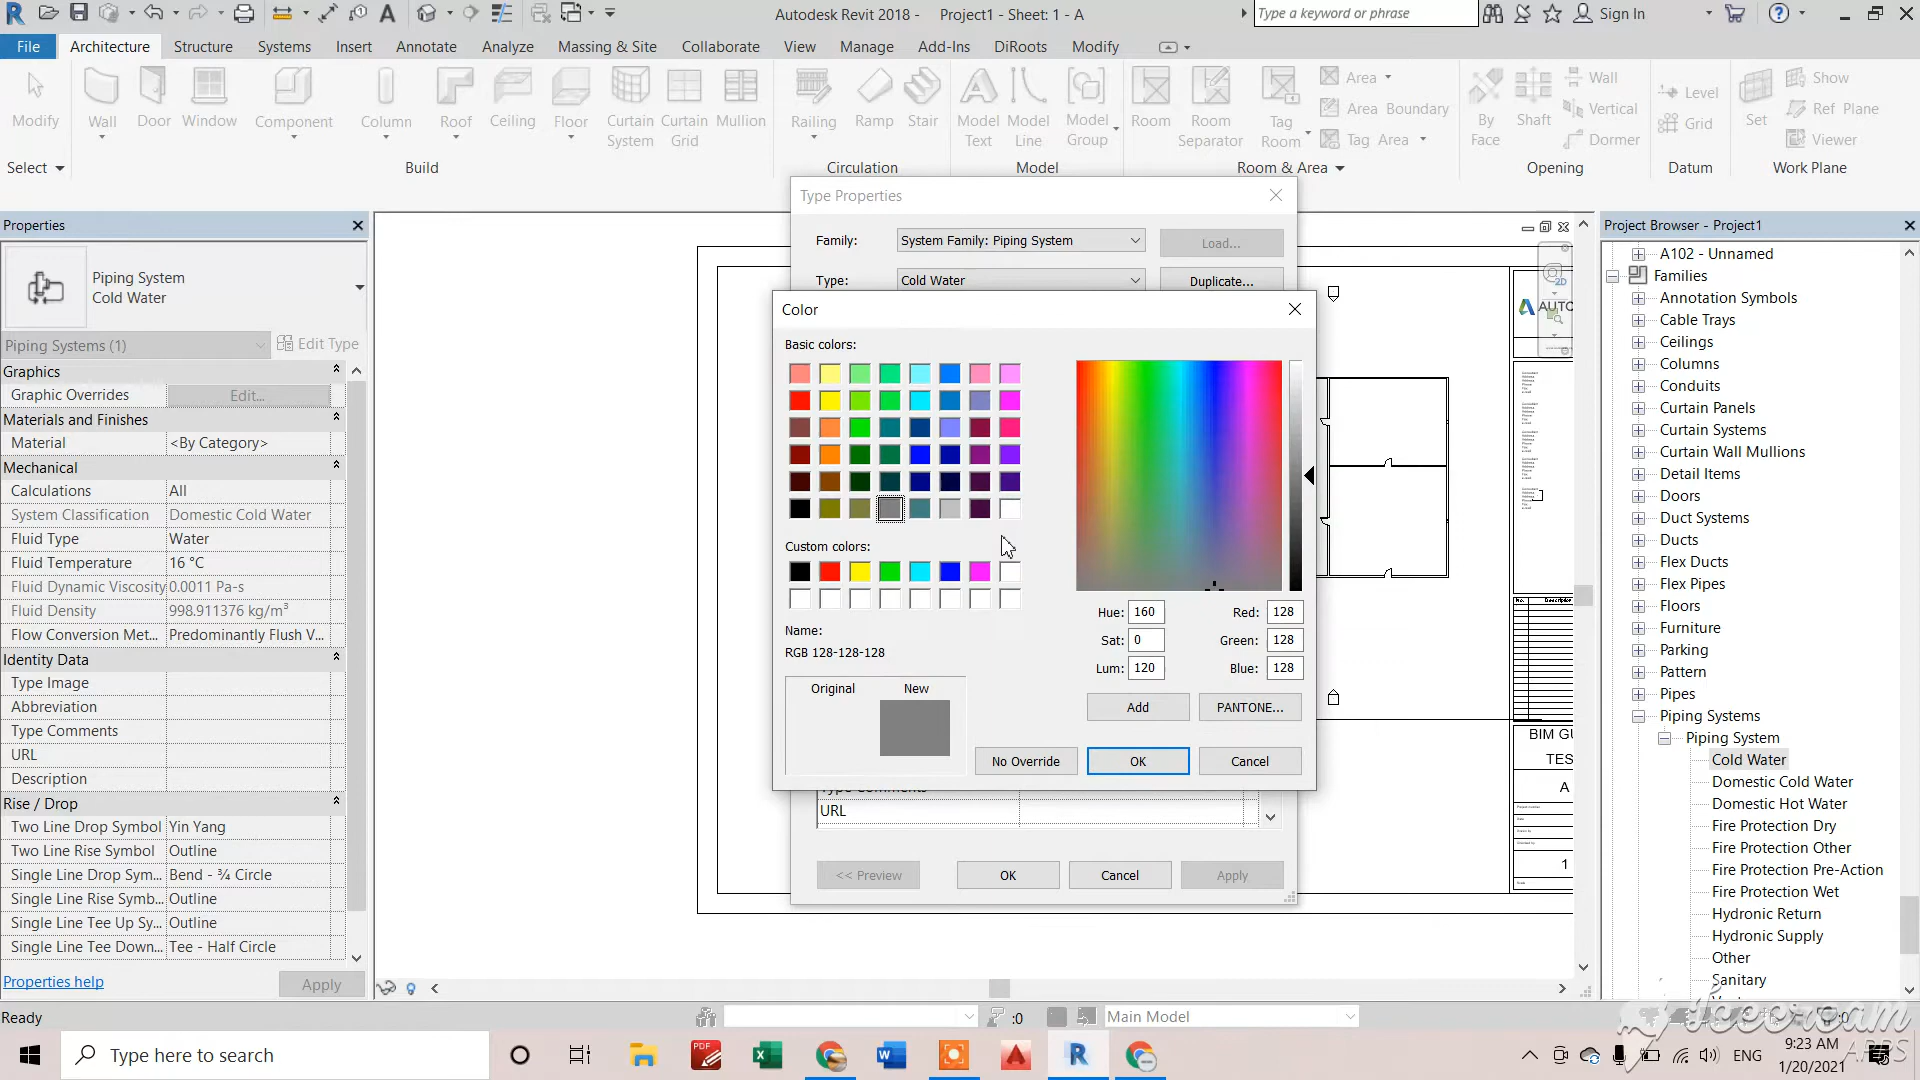 Autodesk Revit 2018 - Project1 - Sheet: 1 - A
Type a keyword or phrase
Sign In
File Architecture Structure Systems Insert Annotate Analyze Massing & Site Collaborate View Manage Add-Ins DiRoots Modify
Modify
Wall
Door
Window
Component
Column
Roof
Ceiling
Floor
Curtain System
Curtain Grid
Mullion
Railing
Ramp
Stair
Model Text
Model Line
Model Group
Room
Room Separator
Tag Room
Area
Area Boundary
Tag Area
By Face
Shaft
Wall
Vertical
Dormer
Level
Grid
Set
Show
Ref Plane
Viewer
Select
Build
Circulation
Model
Room & Area
Opening
Datum
Work Plane
Properties
Piping System
Cold Water
Piping Systems (1)
Edit Type
Graphics
Graphic Overrides Edit...
Materials and Finishes
Material <By Category>
Mechanical
Calculations All
System Classification Domestic Cold Water
Fluid Type Water
Fluid Temperature 16 °C
Fluid Dynamic Viscosity 0.0011 Pa-s
Fluid Density 998.911376 kg/m³
Flow Conversion Met... Predominantly Flush V...
Identity Data
Type Image
Abbreviation
Type Comments
URL
Description
Rise / Drop
Two Line Drop Symbol Yin Yang
Two Line Rise Symbol Outline
Single Line Drop Sym... Bend - ¾ Circle
Single Line Rise Symb... Outline
Single Line Tee Up Sy... Outline
Single Line Tee Down... Tee - Half Circle
Properties help
Apply
Type Properties
Family: System Family: Piping System Load...
Type: Cold Water Duplicate...
Color
Basic colors:
Custom colors:
Name:
RGB 128-128-128
Original New
Hue: 160 Red: 128
Sat: 0 Green: 128
Lum: 120 Blue: 128
Add PANTONE...
No Override OK Cancel
Type Comments
URL
<< Preview OK Cancel Apply
2D
AUTO
No. Description
BIM GU
TES
A
1
Project Browser - Project1
A102 - Unnamed
Families
Annotation Symbols
Cable Trays
Ceilings
Columns
Conduits
Curtain Panels
Curtain Systems
Curtain Wall Mullions
Detail Items
Doors
Duct Systems
Ducts
Flex Ducts
Flex Pipes
Floors
Furniture
Parking
Pattern
Pipes
Piping Systems
Piping System
Cold Water
Domestic Cold Water
Domestic Hot Water
Fire Protection Dry
Fire Protection Other
Fire Protection Pre-Action
Fire Protection Wet
Hydronic Return
Hydronic Supply
Other
Sanitary
Ready
:0
Main Model
:0
Icecream
APPS
Type here to search
PDF
ENG
9:23 AM
1/20/2021